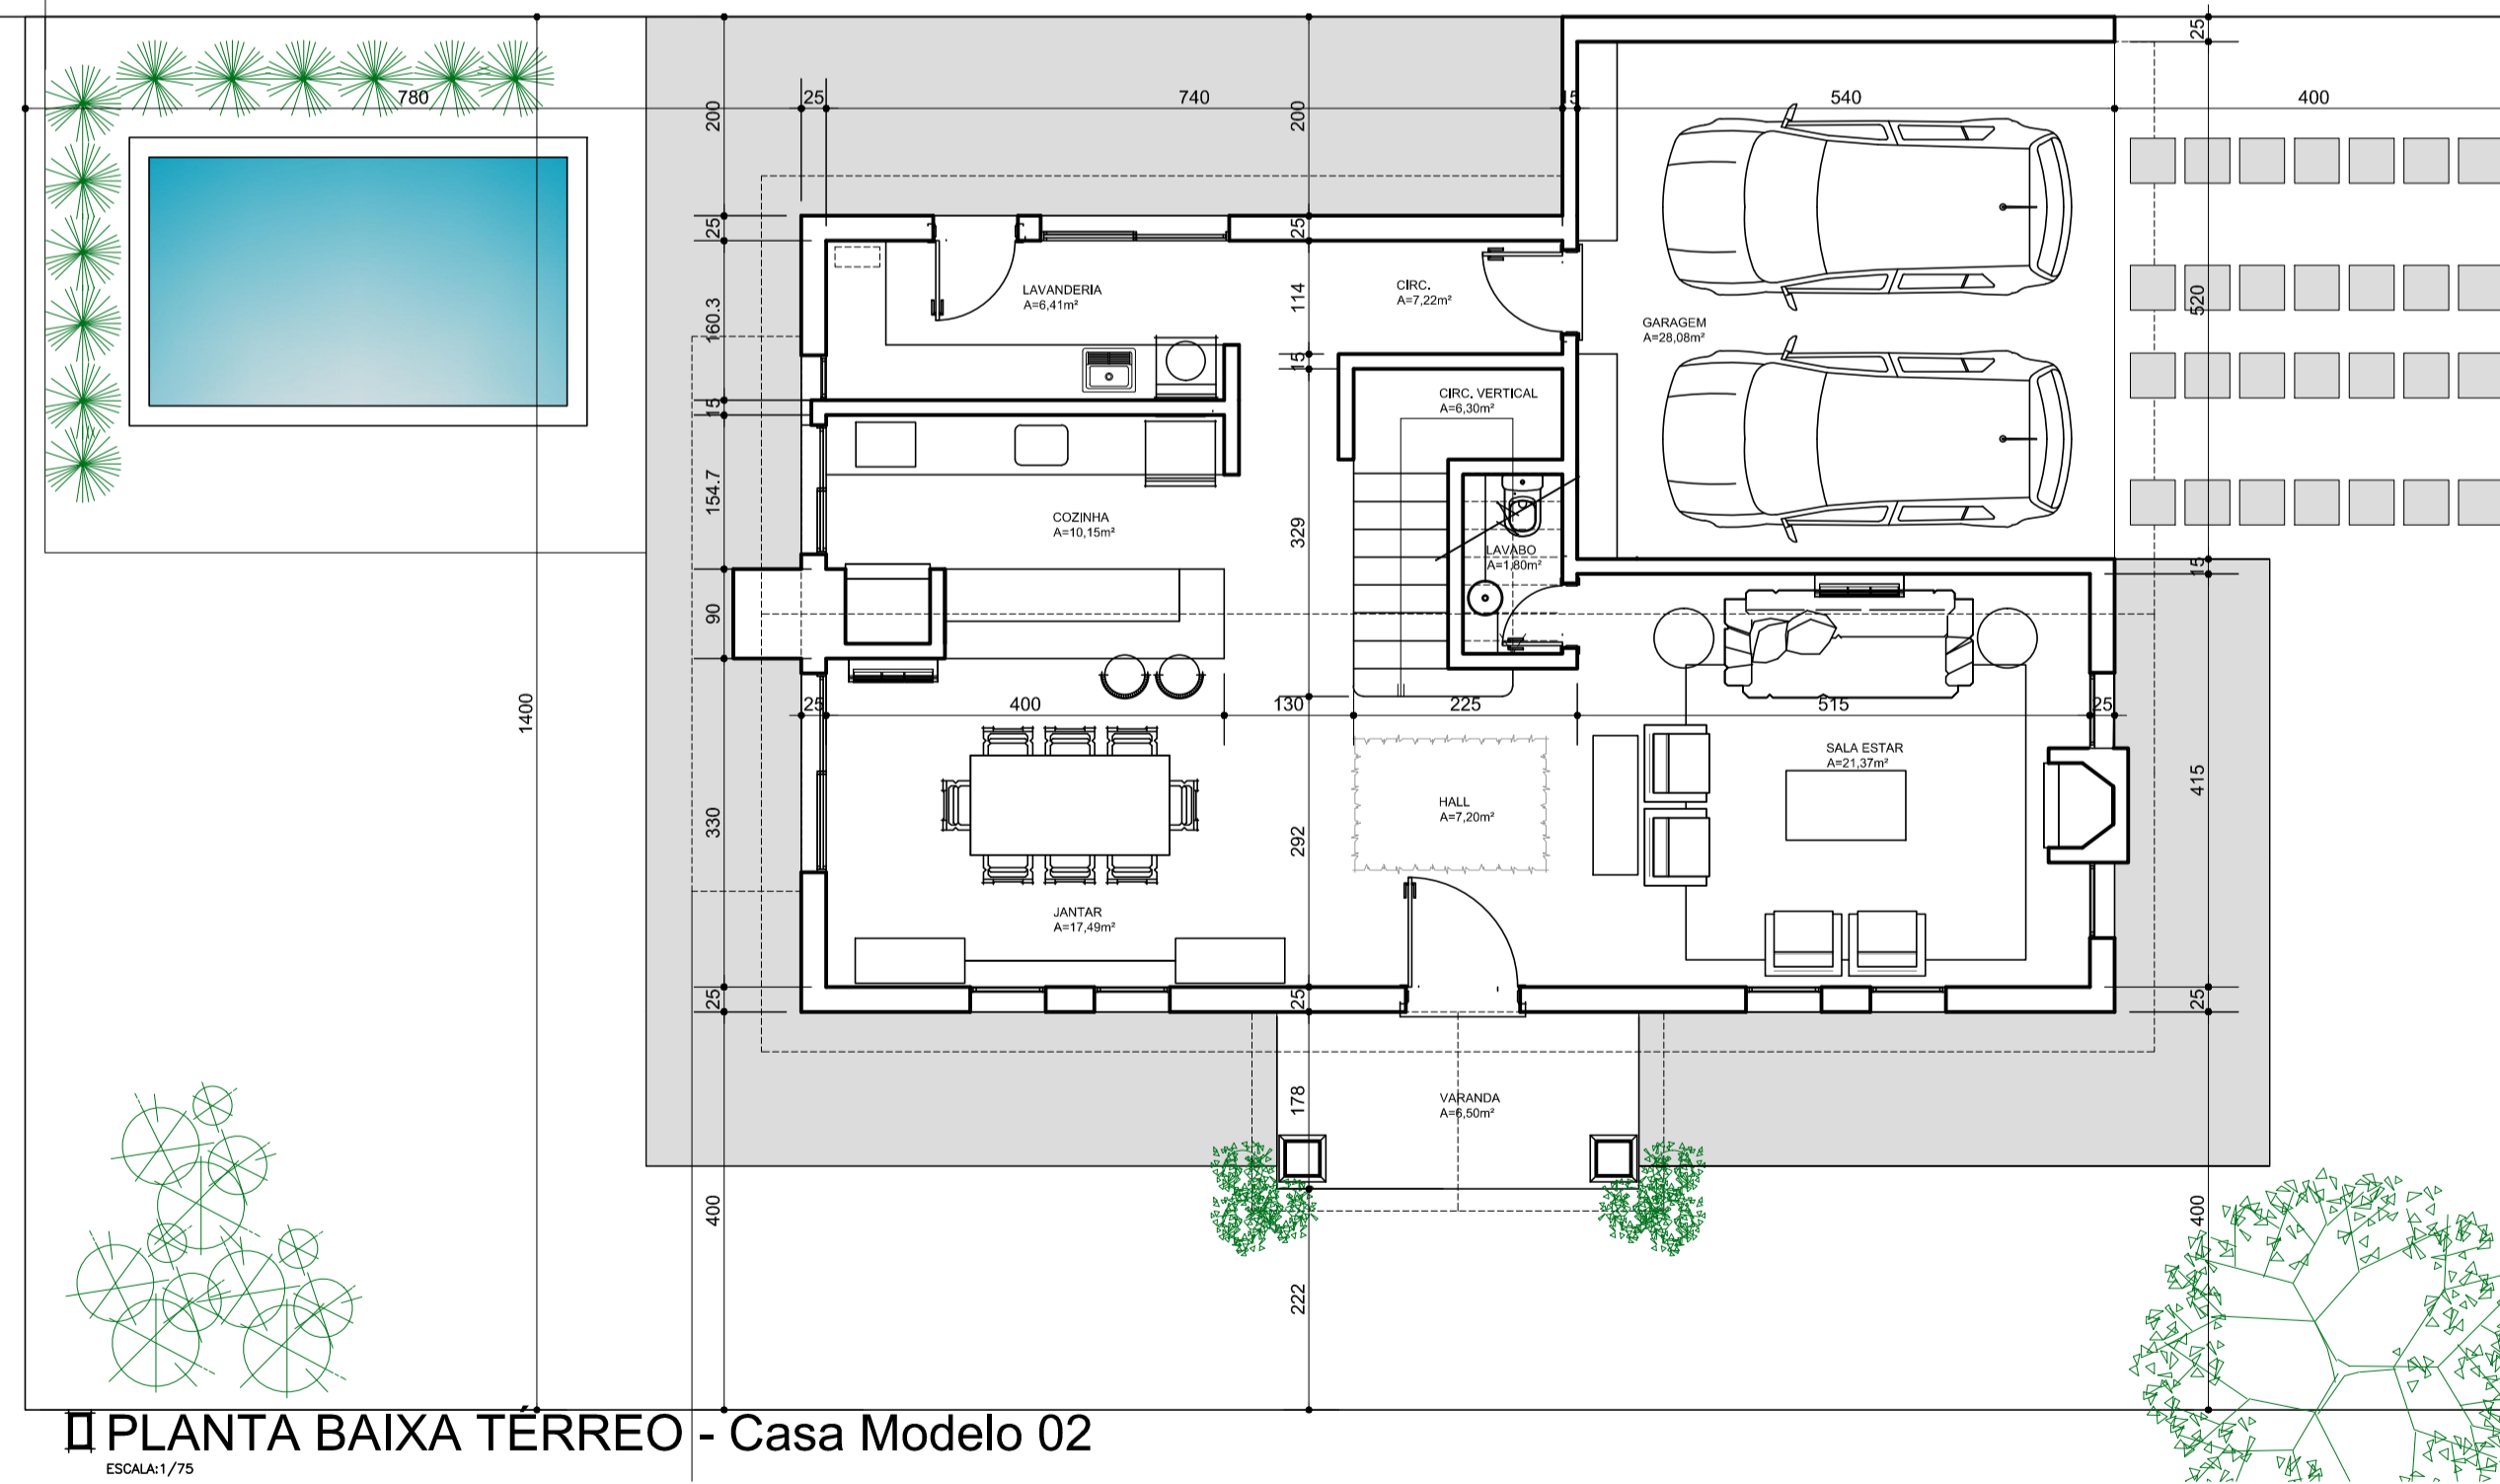 25
780
25
740
15
540
400
200
200
25
25
LAVANDERIA
A=6,41m²
CIRC.
A=7,22m²
160.3
114
520
GARAGEM
A=28,08m²
15
CIRC. VERTICAL
A=6,30m²
15
154.7
COZINHA
A=10,15m²
329
LAVABO
A=1,80m²
15
90
1400
25
400
130
225
515
25
SALA ESTAR
A=21,37m²
415
330
292
HALL
A=7,20m²
JANTAR
A=17,49m²
25
25
25
178
VARANDA
A=6,50m²
400
400
222
PLANTA BAIXA TÉRREO - Casa Modelo 02
ESCALA:1/75